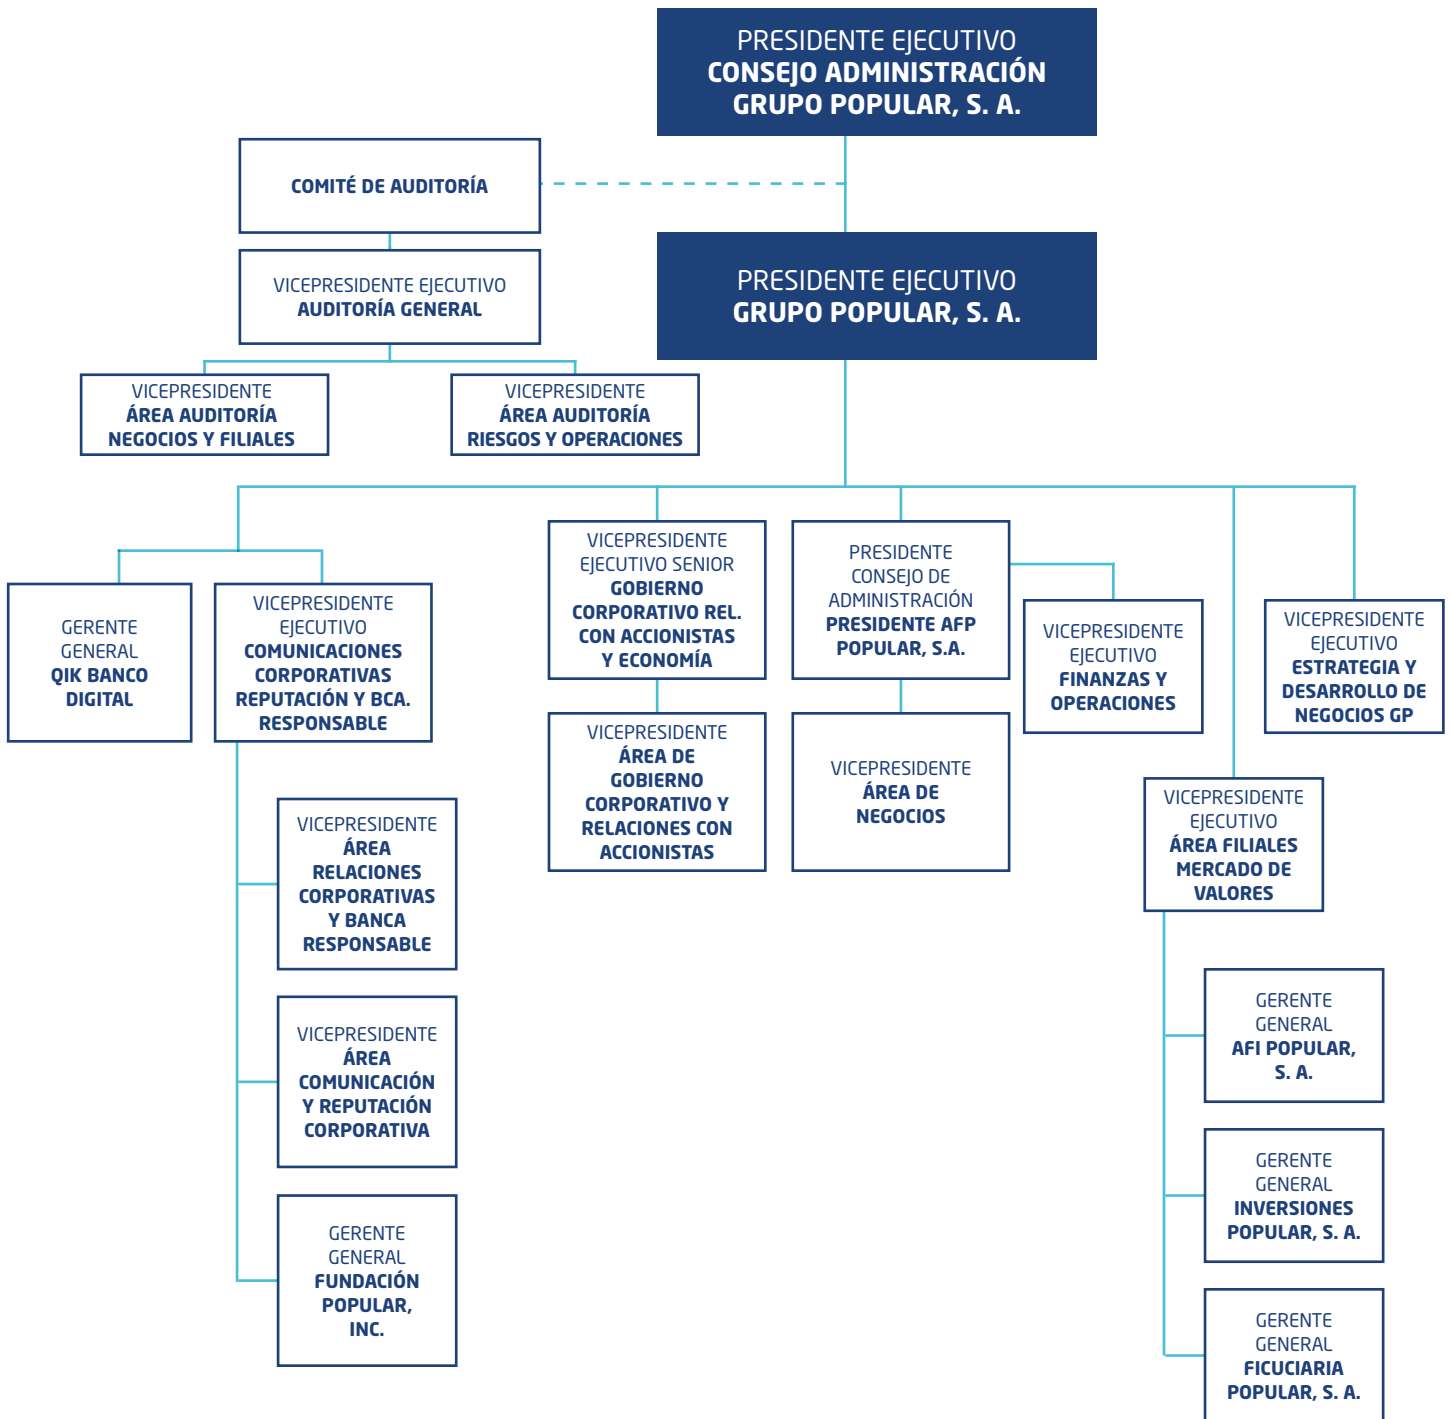 PRESIDENTE EJECUTIVO
CONSEJO ADMINISTRACIÓN
GRUPO POPULAR, S. A.
COMITÉ DE AUDITORÍA
VICEPRESIDENTE EJECUTIVO
AUDITORÍA GENERAL
PRESIDENTE EJECUTIVO
GRUPO POPULAR, S. A.
VICEPRESIDENTE
ÁREA AUDITORÍA
NEGOCIOS Y FILIALES
VICEPRESIDENTE
ÁREA AUDITORÍA
RIESGOS Y OPERACIONES
GERENTE
GENERAL
QIK BANCO
DIGITAL
VICEPRESIDENTE
EJECUTIVO
COMUNICACIONES
CORPORATIVAS
REPUTACIÓN Y BCA.
RESPONSABLE
VICEPRESIDENTE
EJECUTIVO SENIOR
GOBIERNO
CORPORATIVO REL.
CON ACCIONISTAS
Y ECONOMÍA
PRESIDENTE
CONSEJO DE
ADMINISTRACIÓN
PRESIDENTE AFP
POPULAR, S.A.
VICEPRESIDENTE
EJECUTIVO
FINANZAS Y
OPERACIONES
VICEPRESIDENTE
EJECUTIVO
ESTRATEGIA Y
DESARROLLO DE
NEGOCIOS GP
VICEPRESIDENTE
ÁREA DE
GOBIERNO
CORPORATIVO Y
RELACIONES CON
ACCIONISTAS
VICEPRESIDENTE
ÁREA DE
NEGOCIOS
VICEPRESIDENTE
EJECUTIVO
ÁREA FILIALES
MERCADO DE
VALORES
VICEPRESIDENTE
ÁREA
RELACIONES
CORPORATIVAS
Y BANCA
RESPONSABLE
VICEPRESIDENTE
ÁREA
COMUNICACIÓN
Y REPUTACIÓN
CORPORATIVA
GERENTE
GENERAL
FUNDACIÓN
POPULAR,
INC.
GERENTE
GENERAL
AFI POPULAR,
S. A.
GERENTE
GENERAL
INVERSIONES
POPULAR, S. A.
GERENTE
GENERAL
FICUCIARIA
POPULAR, S. A.